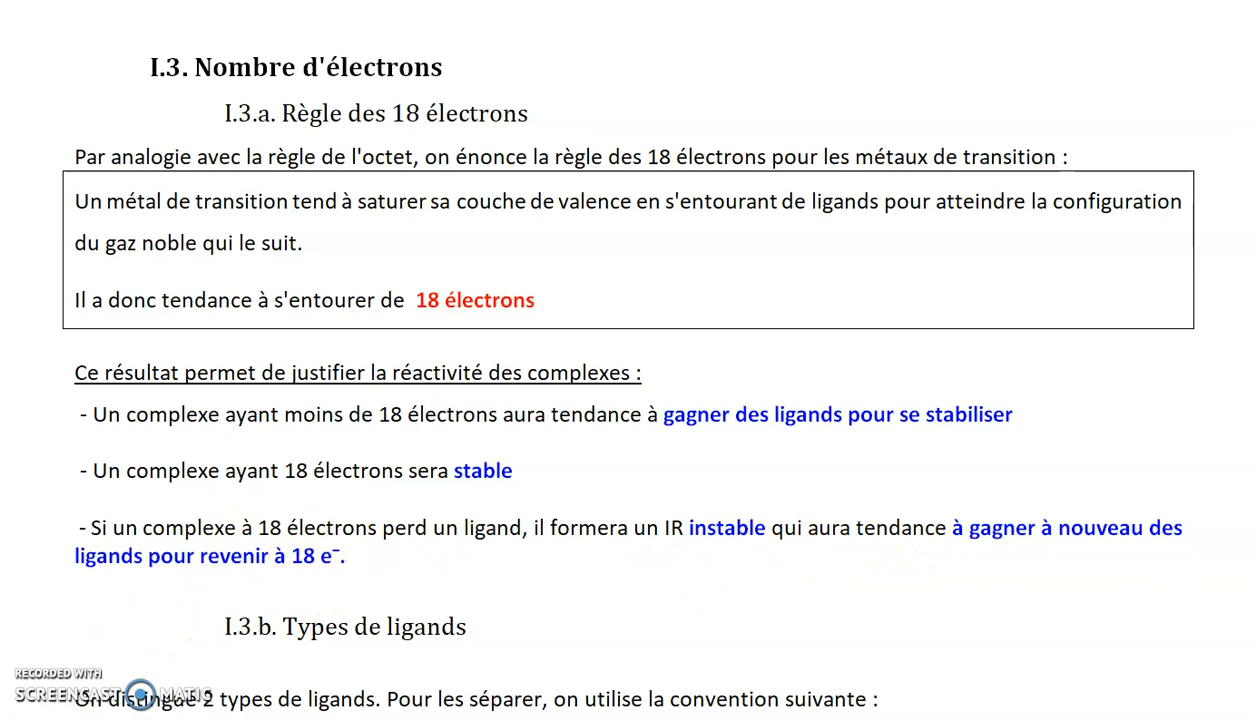 I.3. Nombre d'électrons
I.3.a. Règle des 18 électrons
Par analogie avec la règle de l'octet, on énonce la règle des 18 électrons pour les métaux de transition :
Un métal de transition tend à saturer sa couche de valence en s'entourant de ligands pour atteindre la configuration
du gaz noble qui le suit.
Il a donc tendance à s'entourer de 18 électrons
Ce résultat permet de justifier la réactivité des complexes :
- Un complexe ayant moins de 18 électrons aura tendance à gagner des ligands pour se stabiliser
- Un complexe ayant 18 électrons sera stable
- Si un complexe à 18 électrons perd un ligand, il formera un IR instable qui aura tendance à gagner à nouveau des
ligands pour revenir à 18 e⁻.
I.3.b. Types de ligands
RECORDED WITH
SCREENCAST MATIC
On distingue 2 types de ligands. Pour les séparer, on utilise la convention suivante :